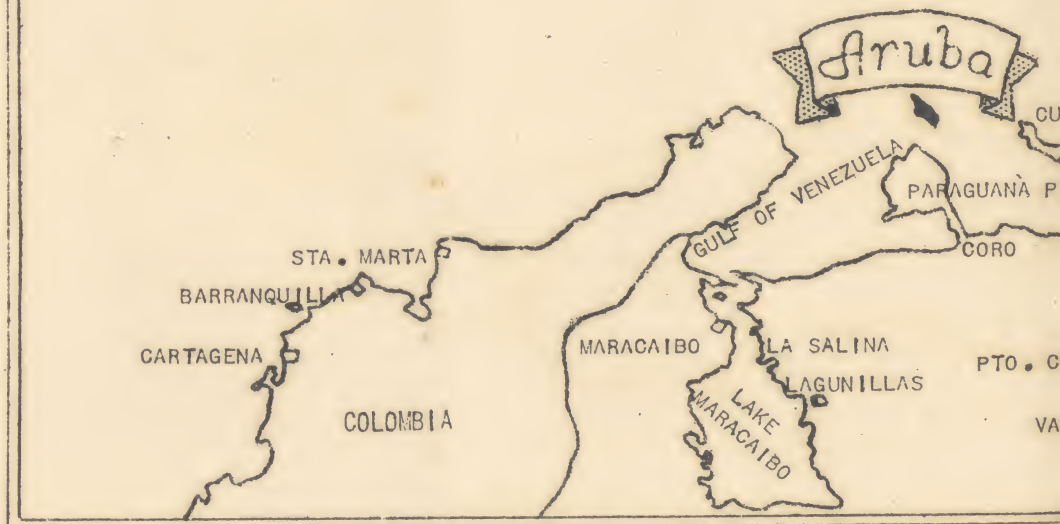 Aruba
CU
GULF OF VENEZUELA
PARAGUANÀ P
CORO
STA. MARTA
BARRANQUILLA
CARTAGENA
COLOMBIA
MARACAIBO
LA SALINA
LAGUNILLAS
LAKE
MARACAIBO
PTO. C
VA